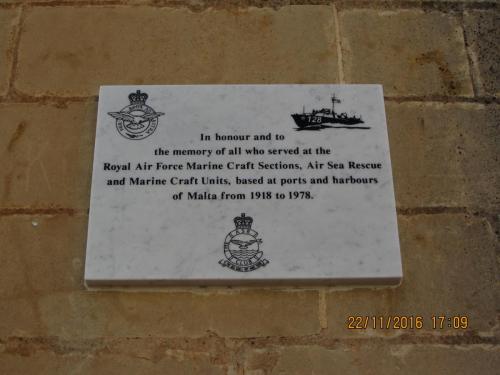 128
In honour and to
the memory of all who served at the
Royal Air Force Marine Craft Sections, Air Sea Rescue
and Marine Craft Units, based at ports and harbours
of Malta from 1918 to 1978.
22/11/2016 17:09